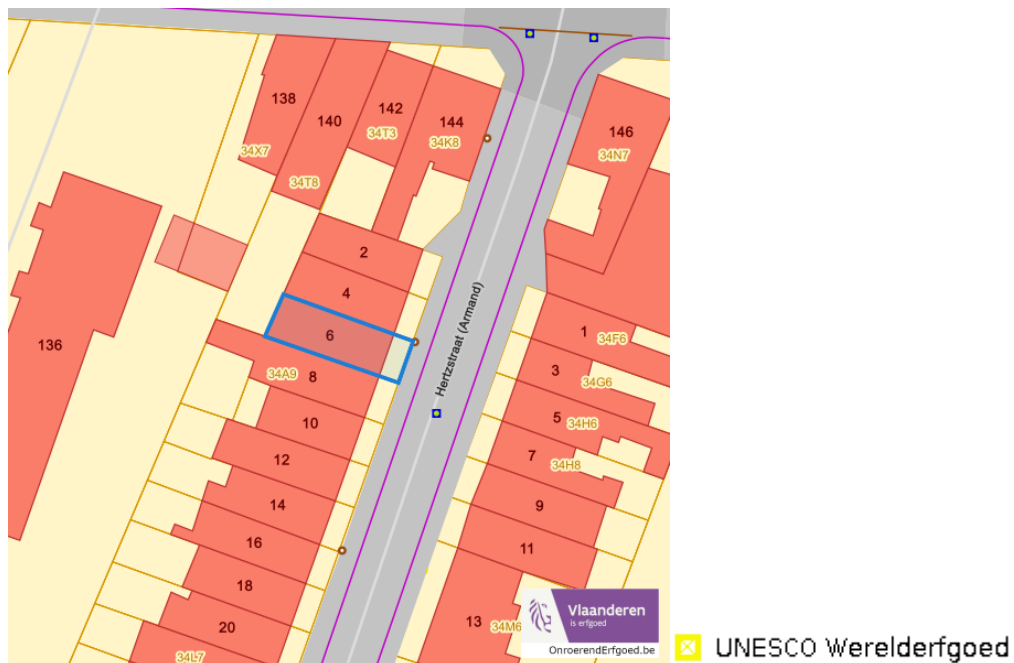 138
140
142
144
146
34X7
34T8
34T3
34K8
34N7
2
4
6
8
34A9
10
12
14
16
18
20
34L7
136
Hertzstraat (Armand)
1
34F6
3
34G6
5
34H6
7
34H8
9
11
13
34M6
Vlaanderen
is erfgoed
OnroerendErfgoed.be
UNESCO Werelderfgoed